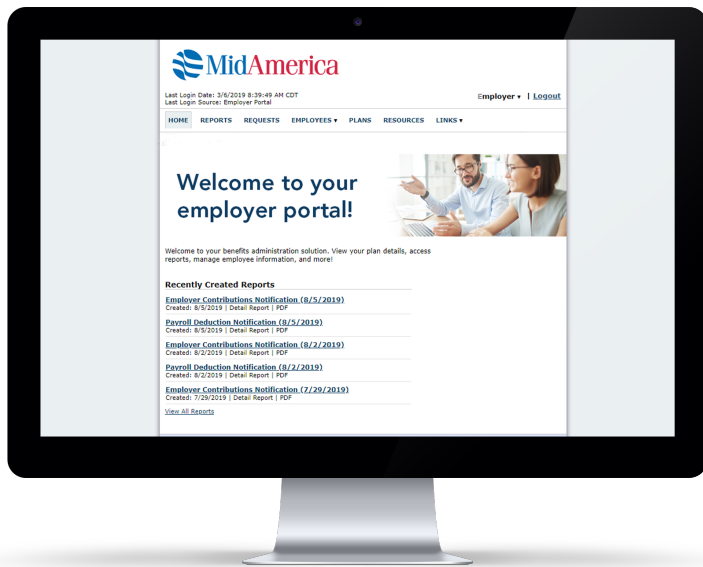 MidAmerica
Last Login Date: 3/6/2019 8:39:49 AM CDT
Last Login Source: Employer Portal
Employer ▾ | Logout
HOME REPORTS REQUESTS EMPLOYEES ▾ PLANS RESOURCES LINKS ▾
Welcome to your
employer portal!
Welcome to your benefits administration solution. View your plan details, access
reports, manage employee information, and more!
Recently Created Reports
Employer Contributions Notification (8/5/2019)
Created: 8/5/2019 | Detail Report | PDF
Payroll Deduction Notification (8/5/2019)
Created: 8/5/2019 | Detail Report | PDF
Employer Contributions Notification (8/2/2019)
Created: 8/2/2019 | Detail Report | PDF
Payroll Deduction Notification (8/2/2019)
Created: 8/2/2019 | Detail Report | PDF
Employer Contributions Notification (7/29/2019)
Created: 7/29/2019 | Detail Report | PDF
View All Reports